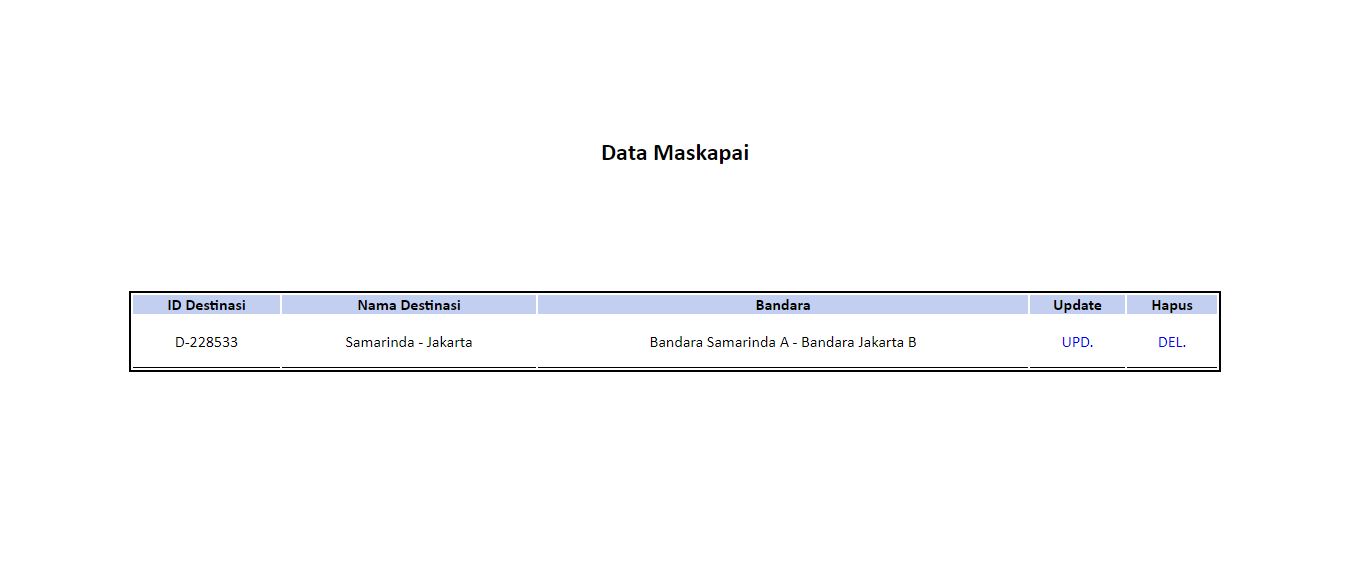 Data Maskapai
ID Destinasi Nama Destinasi Bandara Update Hapus
D-228533 Samarinda - Jakarta Bandara Samarinda A - Bandara Jakarta B UPD. DEL.